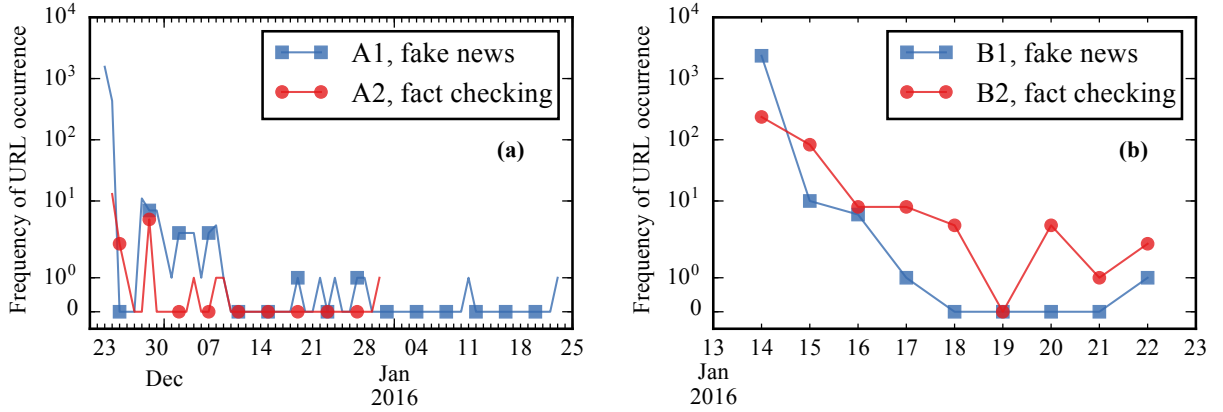 Frequency of URL occurrence
10^4
10^3
10^2
10^1
10^0
0
A1, fake news
A2, fact checking
(a)
23 30 07 14 21 28 04 11 18 25
Dec Jan
2016
Frequency of URL occurrence
10^4
10^3
10^2
10^1
10^0
0
B1, fake news
B2, fact checking
(b)
13 14 15 16 17 18 19 20 21 22 23
Jan
2016